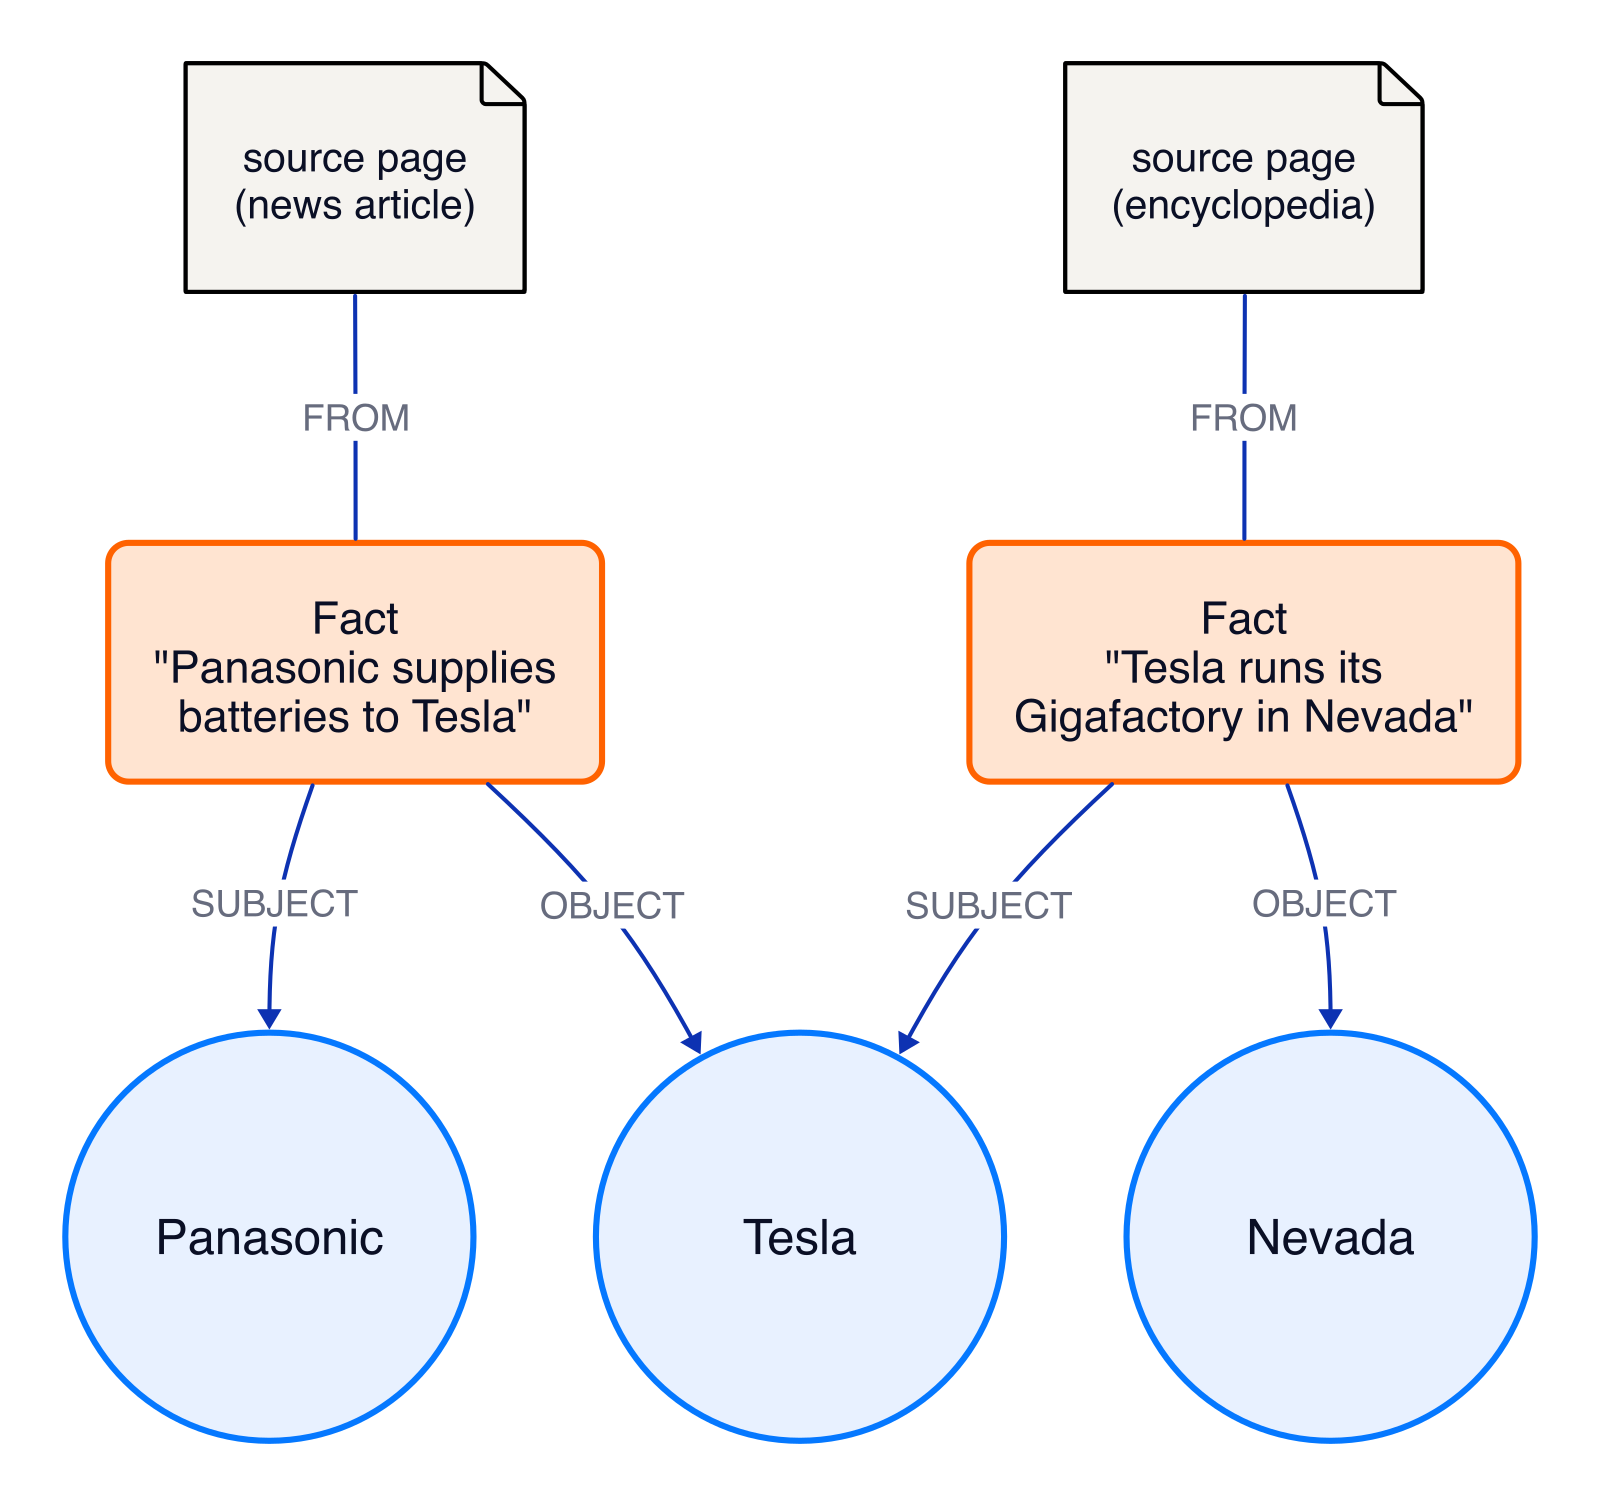 source page
(news article)
source page
(encyclopedia)
FROM
FROM
Fact
"Panasonic supplies
batteries to Tesla"
Fact
"Tesla runs its
Gigafactory in Nevada"
SUBJECT
OBJECT
SUBJECT
OBJECT
Panasonic
Tesla
Nevada